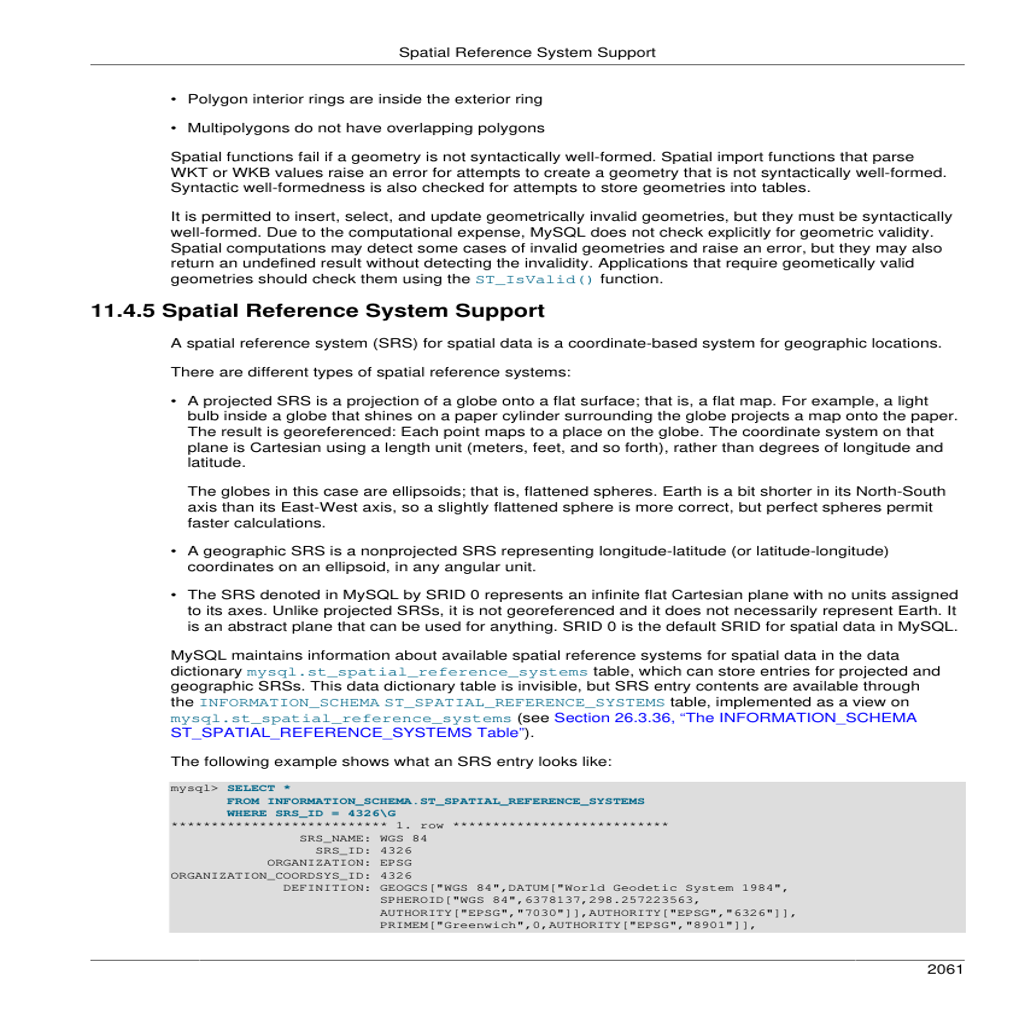 Spatial Reference System Support
• Polygon interior rings are inside the exterior ring
• Multipolygons do not have overlapping polygons
Spatial functions fail if a geometry is not syntactically well-formed. Spatial import functions that parse
WKT or WKB values raise an error for attempts to create a geometry that is not syntactically well-formed.
Syntactic well-formedness is also checked for attempts to store geometries into tables.
It is permitted to insert, select, and update geometrically invalid geometries, but they must be syntactically
well-formed. Due to the computational expense, MySQL does not check explicitly for geometric validity.
Spatial computations may detect some cases of invalid geometries and raise an error, but they may also
return an undefined result without detecting the invalidity. Applications that require geometically valid
geometries should check them using the ST_IsValid() function.
11.4.5 Spatial Reference System Support
A spatial reference system (SRS) for spatial data is a coordinate-based system for geographic locations.
There are different types of spatial reference systems:
• A projected SRS is a projection of a globe onto a flat surface; that is, a flat map. For example, a light
bulb inside a globe that shines on a paper cylinder surrounding the globe projects a map onto the paper.
The result is georeferenced: Each point maps to a place on the globe. The coordinate system on that
plane is Cartesian using a length unit (meters, feet, and so forth), rather than degrees of longitude and
latitude.
The globes in this case are ellipsoids; that is, flattened spheres. Earth is a bit shorter in its North-South
axis than its East-West axis, so a slightly flattened sphere is more correct, but perfect spheres permit
faster calculations.
• A geographic SRS is a nonprojected SRS representing longitude-latitude (or latitude-longitude)
coordinates on an ellipsoid, in any angular unit.
• The SRS denoted in MySQL by SRID 0 represents an infinite flat Cartesian plane with no units assigned
to its axes. Unlike projected SRSs, it is not georeferenced and it does not necessarily represent Earth. It
is an abstract plane that can be used for anything. SRID 0 is the default SRID for spatial data in MySQL.
MySQL maintains information about available spatial reference systems for spatial data in the data
dictionary mysql.st_spatial_reference_systems table, which can store entries for projected and
geographic SRSs. This data dictionary table is invisible, but SRS entry contents are available through
the INFORMATION_SCHEMA ST_SPATIAL_REFERENCE_SYSTEMS table, implemented as a view on
mysql.st_spatial_reference_systems (see Section 26.3.36, “The INFORMATION_SCHEMA
ST_SPATIAL_REFERENCE_SYSTEMS Table”).
The following example shows what an SRS entry looks like:
mysql> SELECT *
FROM INFORMATION_SCHEMA.ST_SPATIAL_REFERENCE_SYSTEMS
WHERE SRS_ID = 4326\G
*************************** 1. row ***************************
SRS_NAME: WGS 84
SRS_ID: 4326
ORGANIZATION: EPSG
ORGANIZATION_COORDSYS_ID: 4326
DEFINITION: GEOGCS["WGS 84",DATUM["World Geodetic System 1984",
SPHEROID["WGS 84",6378137,298.257223563,
AUTHORITY["EPSG","7030"]],AUTHORITY["EPSG","6326"]],
PRIMEM["Greenwich",0,AUTHORITY["EPSG","8901"]],
2061